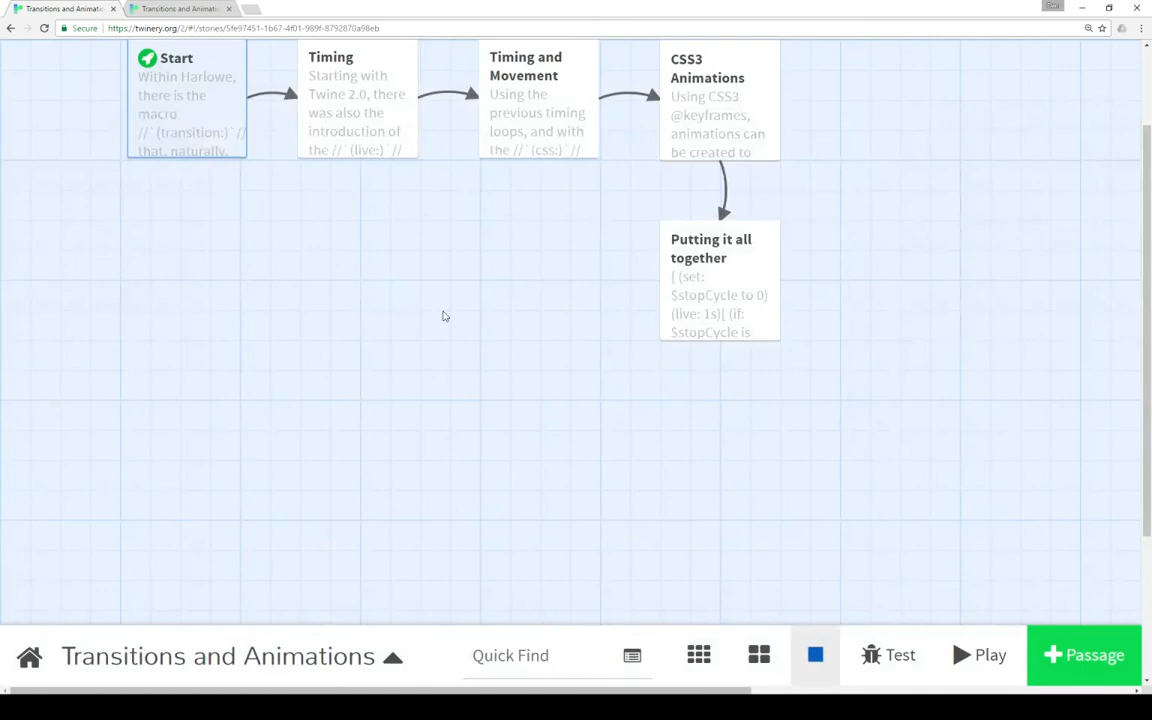 Transitions and Animations
Transitions and Animations
Secure
https://twinery.org/2/#!/stories/5fe97451-1b67-4f01-989f-8792870a98eb
Start
Within Harlowe,
there is the
macro
//`(transition:)`//
that, naturally,
Timing
Starting with
Twine 2.0, there
was also the
introduction of
the //`(live:)`//
Timing and
Movement
Using the
previous timing
loops, and with
the //`(css:)`//
CSS3
Animations
Using CSS3
@keyframes,
animations can
be created to
Putting it all
together
{ (set:
$stopCycle to 0)
(live: 1s)[ (if:
$stopCycle is
Transitions and Animations
Quick Find
Test
Play
Passage